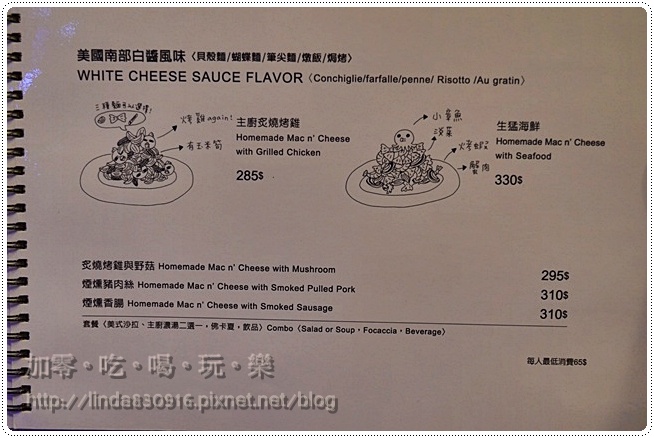 美國南部白醬風味〈貝殼麵/蝴蝶麵/筆尖麵/燉飯/焗烤〉
WHITE CHEESE SAUCE FLAVOR〈Conchiglie/farfalle/penne/ Risotto /Au gratin〉
三種麵可以選擇!
烤雞again!
有玉米筍
主廚炙燒烤雞
Homemade Mac n' Cheese
with Grilled Chicken
285$
小章魚
淡菜
烤蝦
蟹肉
生猛海鮮
Homemade Mac n' Cheese
with Seafood
330$
炙燒烤雞與野菇 Homemade Mac n' Cheese with Mushroom 295$
煙燻豬肉絲 Homemade Mac n' Cheese with Smoked Pulled Pork 310$
煙燻香腸 Homemade Mac n' Cheese with Smoked Sausage 310$
套餐〈美式沙拉、主廚濃湯二選一，佛卡夏，飲品〉Combo〈Salad or Soup，Focaccia，Beverage〉
每人最低消費65$
加零。吃。喝。玩。樂
http://linda830916.pixnet.net/blog